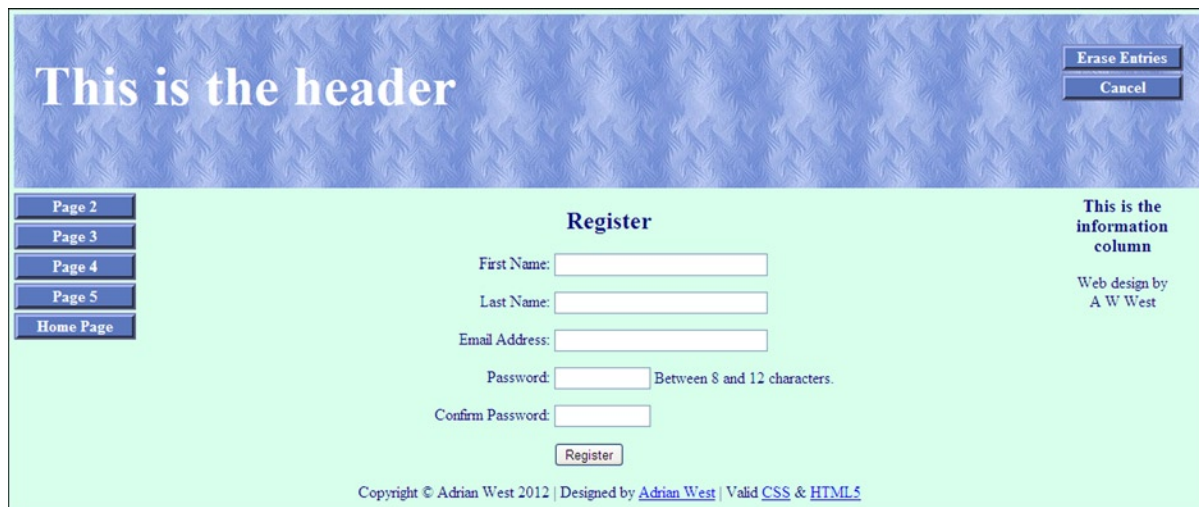 This is the header
Erase Entries
Cancel
Page 2
Page 3
Page 4
Page 5
Home Page
Register
First Name:
Last Name:
Email Address:
Password:
Between 8 and 12 characters.
Confirm Password:
Register
This is the
information
column
Web design by
A W West
Copyright © Adrian West 2012 | Designed by Adrian West | Valid CSS & HTML5